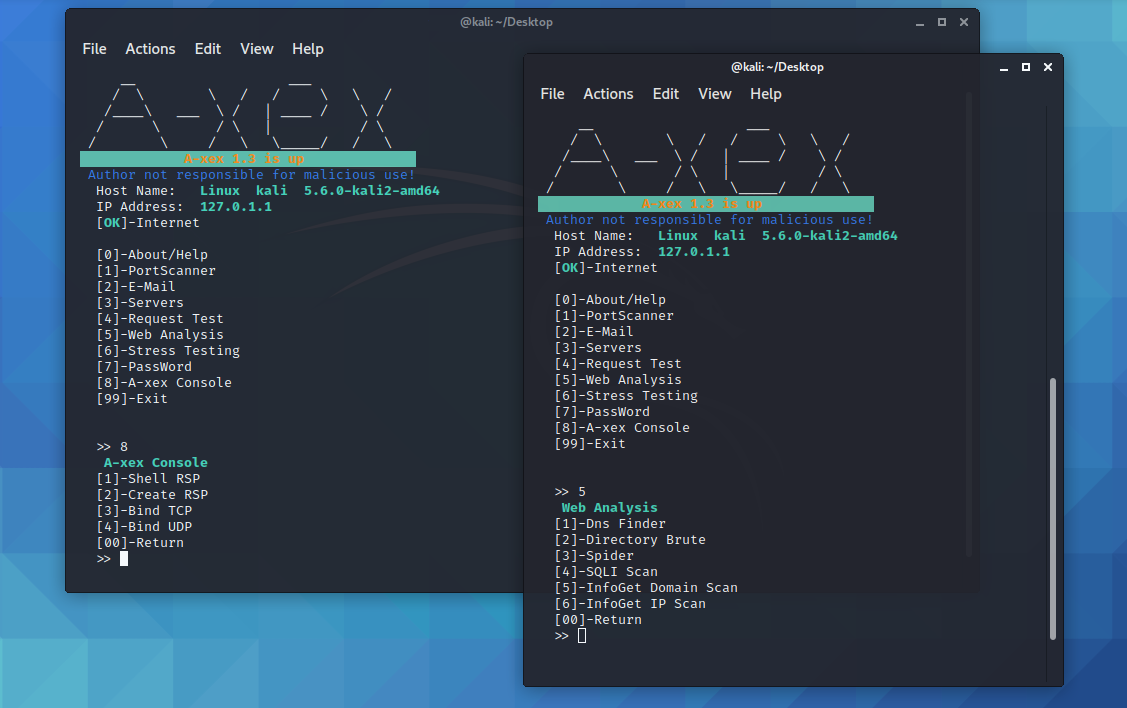 @kali: ~/Desktop
File Actions Edit View Help
A-xex 1.3 is up
Author not responsible for malicious use!
Host Name: Linux kali 5.6.0-kali2-amd64
IP Address: 127.0.1.1
[OK]-Internet
[0]-About/Help
[1]-PortScanner
[2]-E-Mail
[3]-Servers
[4]-Request Test
[5]-Web Analysis
[6]-Stress Testing
[7]-PassWord
[8]-A-xex Console
[99]-Exit
>> 8
A-xex Console
[1]-Shell RSP
[2]-Create RSP
[3]-Bind TCP
[4]-Bind UDP
[00]-Return
>>
@kali: ~/Desktop
File Actions Edit View Help
A-xex 1.3 is up
Author not responsible for malicious use!
Host Name: Linux kali 5.6.0-kali2-amd64
IP Address: 127.0.1.1
[OK]-Internet
[0]-About/Help
[1]-PortScanner
[2]-E-Mail
[3]-Servers
[4]-Request Test
[5]-Web Analysis
[6]-Stress Testing
[7]-PassWord
[8]-A-xex Console
[99]-Exit
>> 5
Web Analysis
[1]-Dns Finder
[2]-Directory Brute
[3]-Spider
[4]-SQLI Scan
[5]-InfoGet Domain Scan
[6]-InfoGet IP Scan
[00]-Return
>>